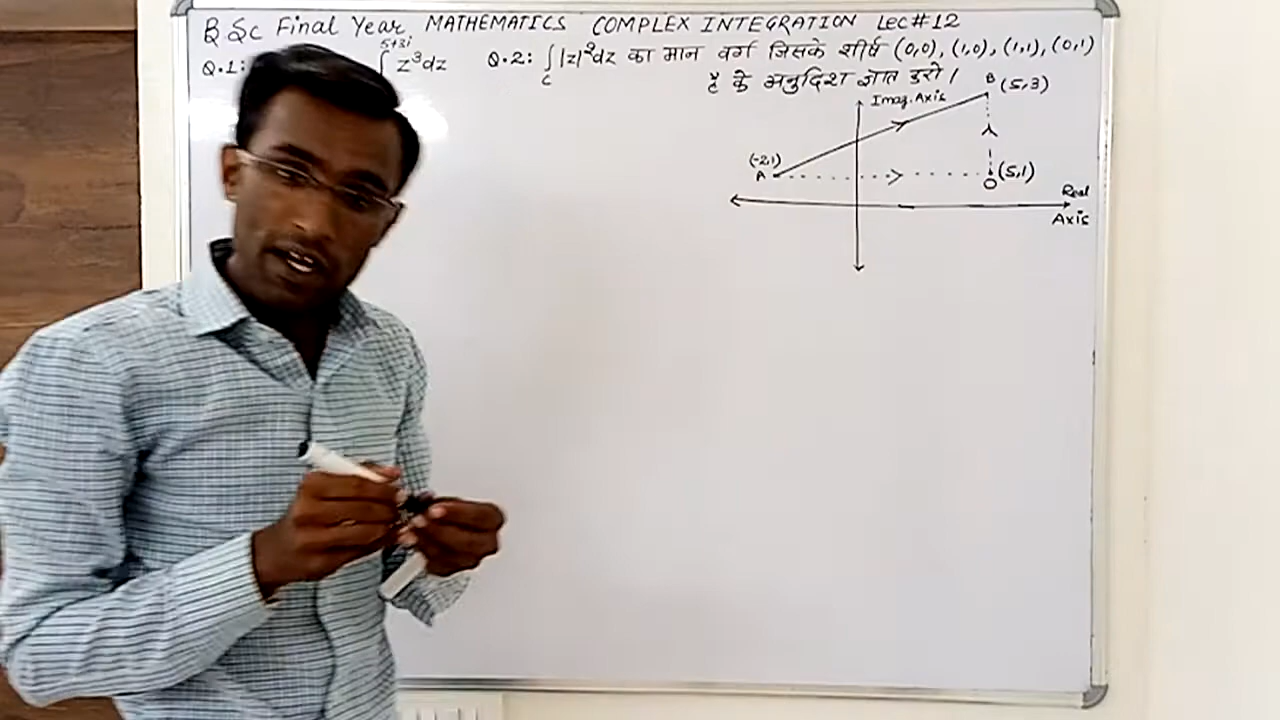 B Sc Final Year MATHEMATICS COMPLEX INTEGRATION Lec#12
Q.1: ∫^{5+3i} z³dz
Q.2: ∫_C |z|²dz का मान वर्ग जिसके शीर्ष (0,0), (1,0), (1,1), (0,1)
है के अनुदिश ज्ञात करो।
Imag. Axis
B (5,3)
(-2,1)
A
(5,1)
O
Real
Axis